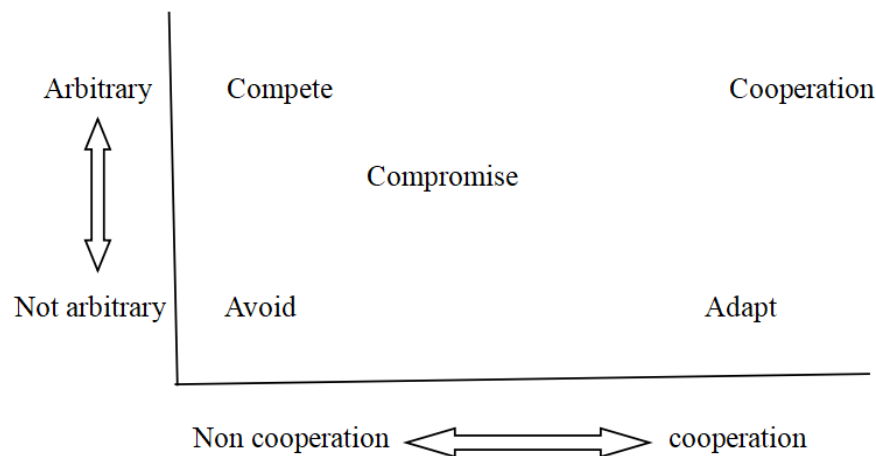 Arbitrary Compete Cooperation
Compromise
Not arbitrary Avoid Adapt
Non cooperation cooperation